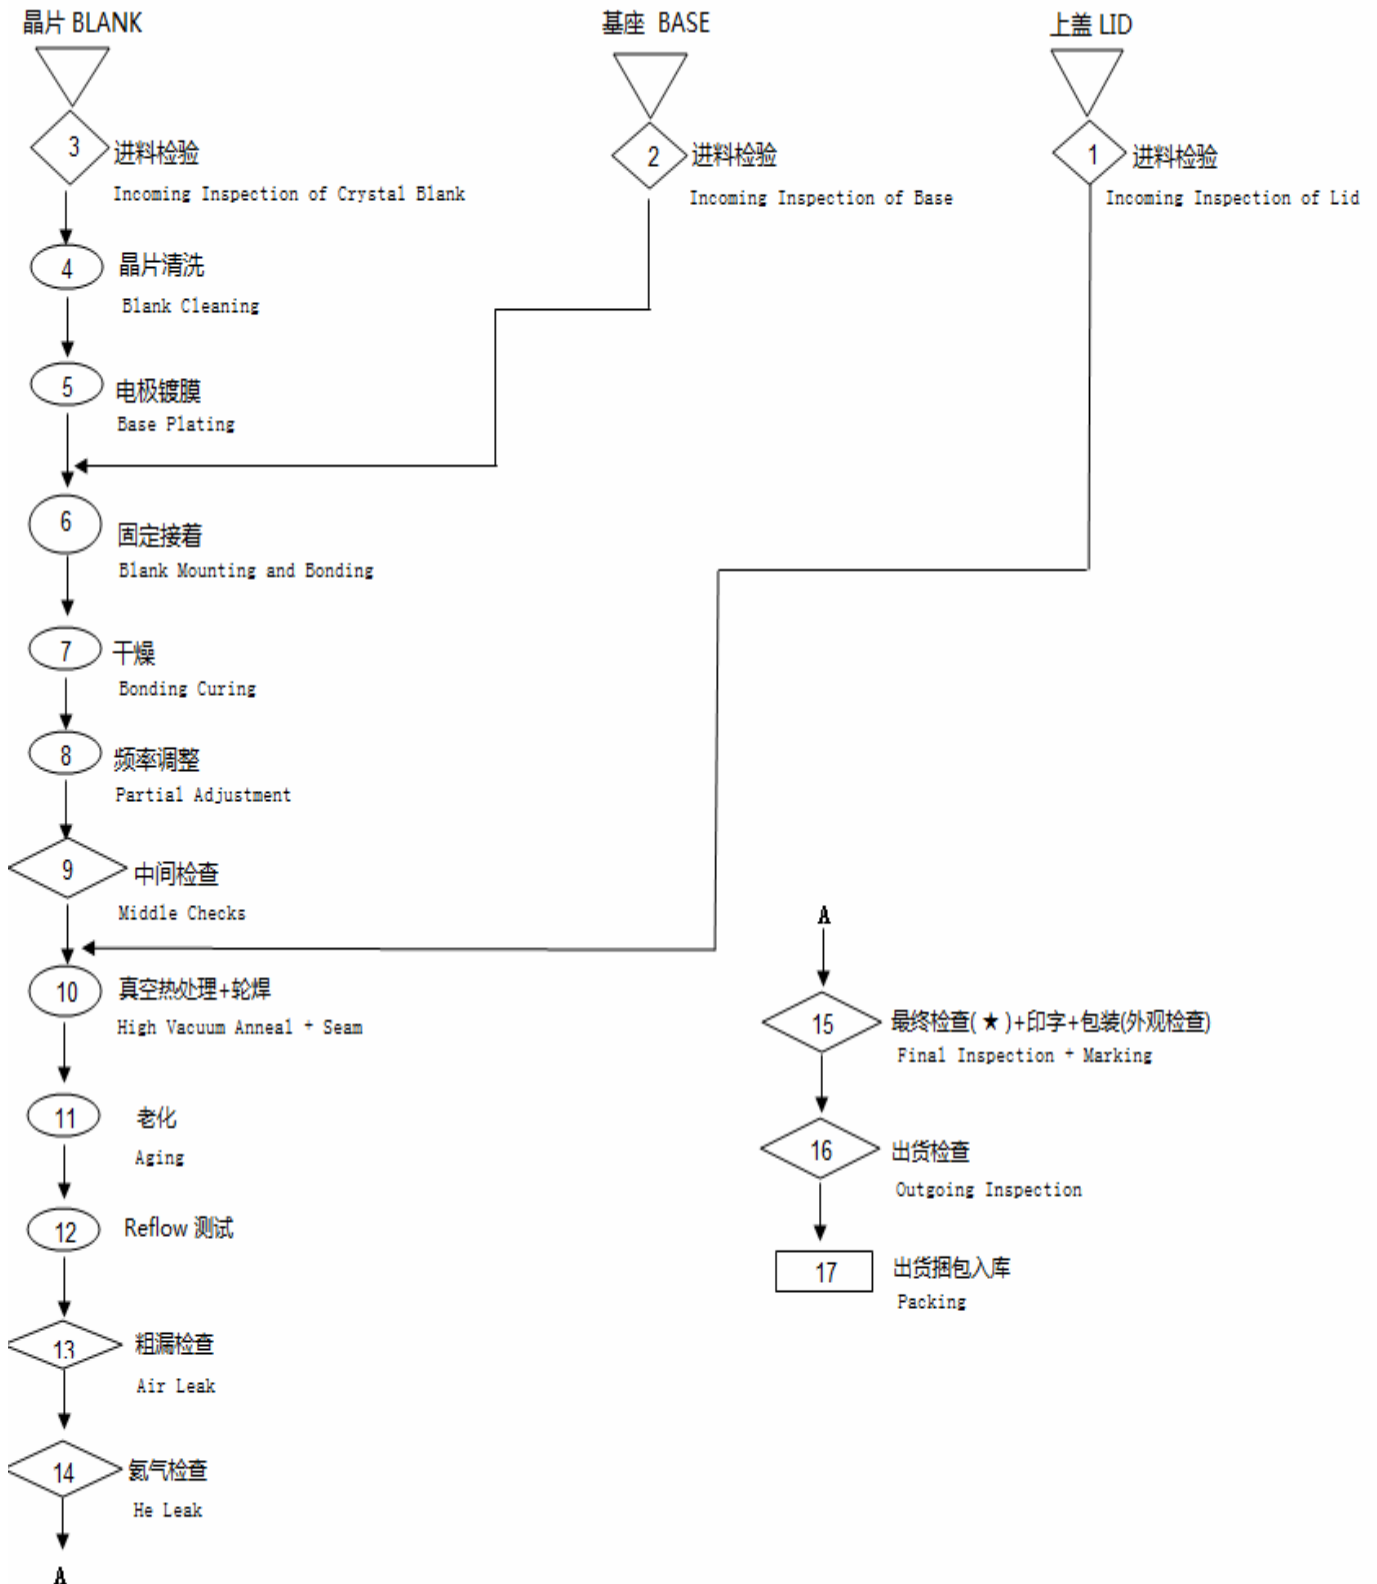 晶片 BLANK
基座 BASE
上盖 LID
3
进料检验
Incoming Inspection of Crystal Blank
2
进料检验
Incoming Inspection of Base
1
进料检验
Incoming Inspection of Lid
4
晶片清洗
Blank Cleaning
5
电极镀膜
Base Plating
6
固定接着
Blank Mounting and Bonding
7
干燥
Bonding Curing
8
频率调整
Partial Adjustment
9
中间检查
Middle Checks
10
真空热处理+轮焊
High Vacuum Anneal + Seam
11
老化
Aging
12
Reflow 测试
13
粗漏检查
Air Leak
14
氦气检查
He Leak
A
A
15
最终检查(★)+印字+包装(外观检查)
Final Inspection + Marking
16
出货检查
Outgoing Inspection
17
出货捆包入库
Packing